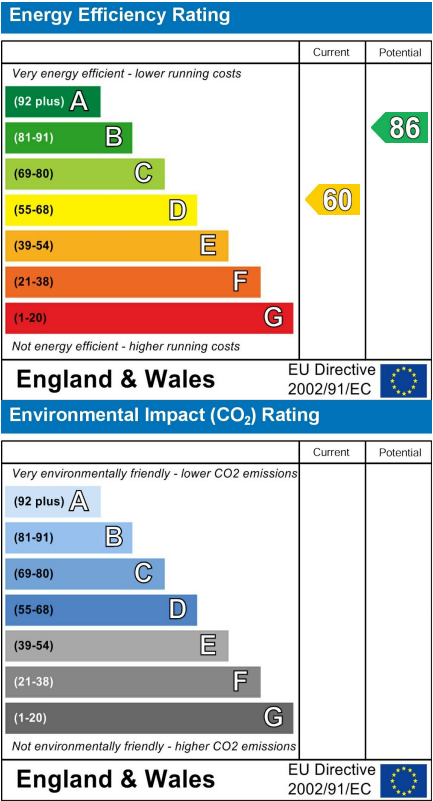 Energy Efficiency Rating
Current Potential
Very energy efficient - lower running costs
(92 plus) A
(81-91) B
86
(69-80) C
(55-68) D
60
(39-54) E
(21-38) F
(1-20) G
Not energy efficient - higher running costs
England & Wales
EU Directive
2002/91/EC
Environmental Impact (CO₂) Rating
Current Potential
Very environmentally friendly - lower CO2 emissions
(92 plus) A
(81-91) B
(69-80) C
(55-68) D
(39-54) E
(21-38) F
(1-20) G
Not environmentally friendly - higher CO2 emissions
England & Wales
EU Directive
2002/91/EC